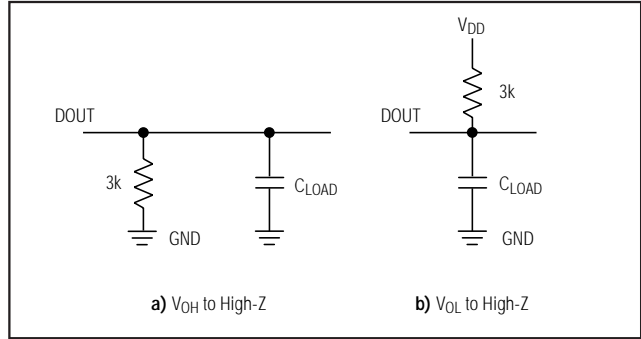 DOUT
3k
GND
CLOAD
a) VOH to High-Z
VDD
3k
DOUT
CLOAD
GND
b) VOL to High-Z